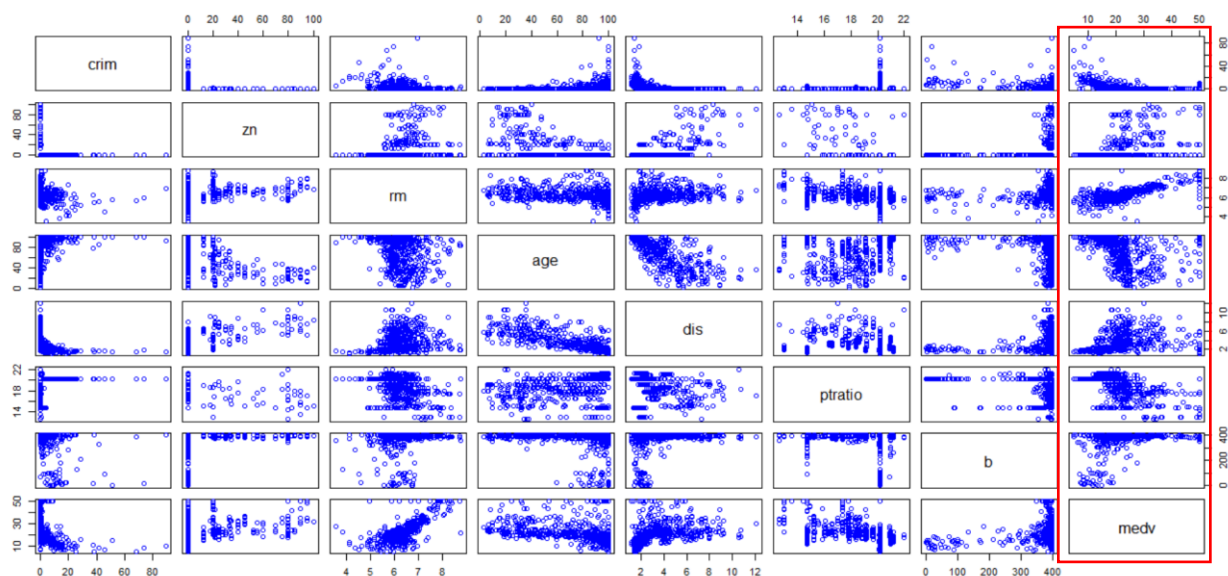 0 20 40 60 80 100 0 20 40 60 80 100 14 16 18 20 22 10 20 30 40 50
crim 0 40 80
0 40 80 zn
rm 4 6 8
0 40 80 age
dis 2 6 10
14 18 22 ptratio
b 0 200 400
10 30 50 medv
0 20 40 60 80 4 5 6 7 8 2 4 6 8 10 12 0 100 200 300 400